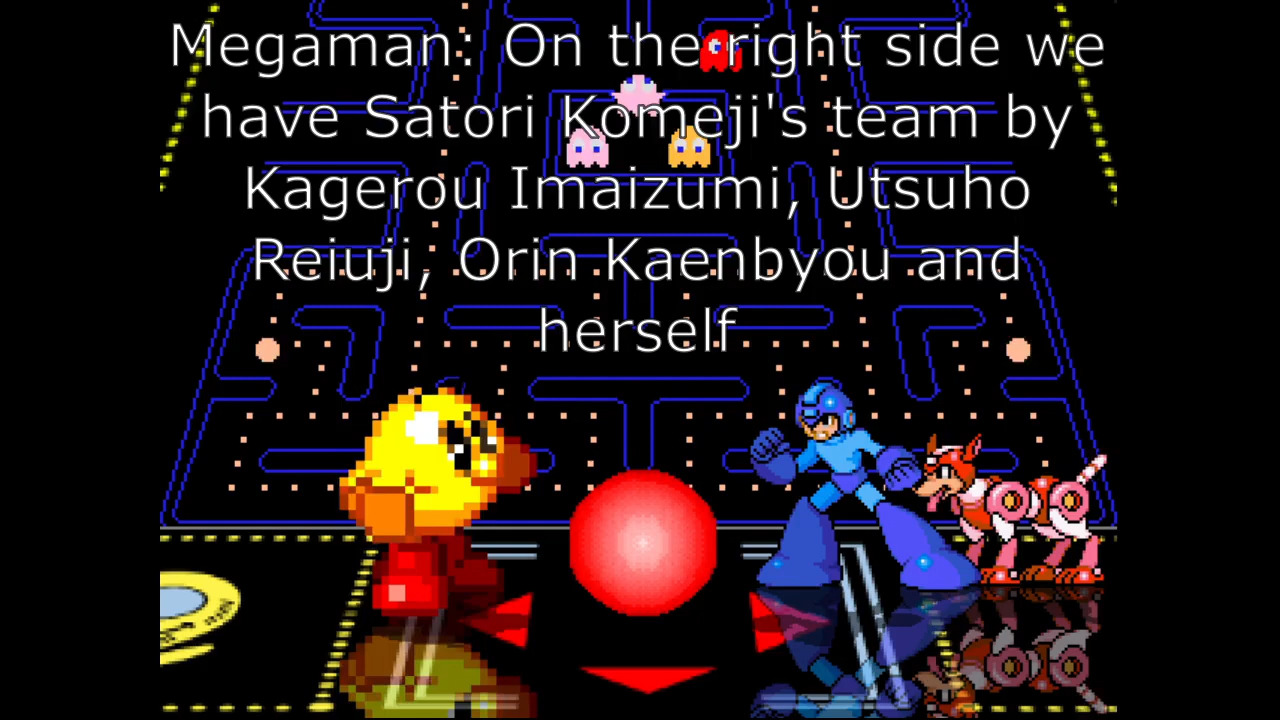 Megaman: On the right side we
have Satori Komeji's team by
Kagerou Imaizumi, Utsuho
Reiuji, Orin Kaenbyou and
herself